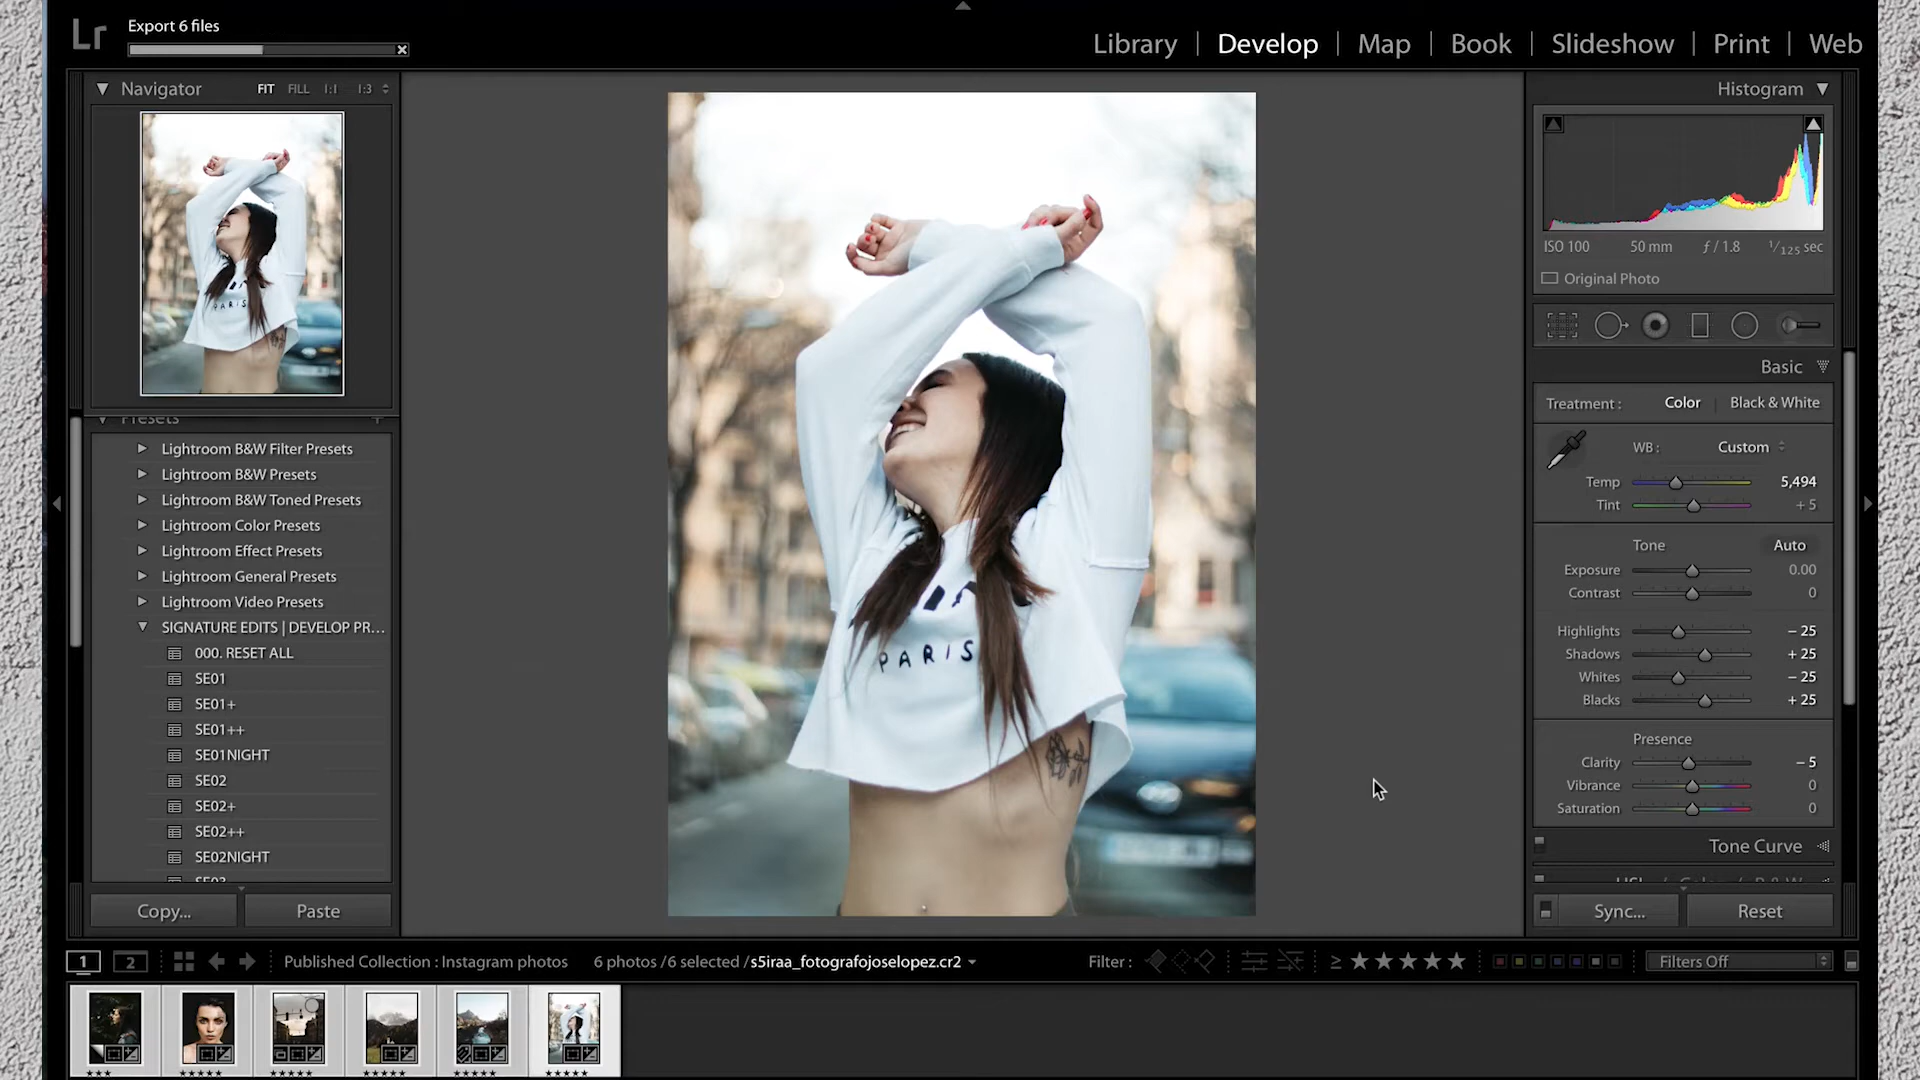 Lr
Export 6 files
Library | Develop | Map | Book | Slideshow | Print | Web
Navigator FIT FILL 1:1 1:3
Histogram
ISO 100 50 mm ƒ / 1.8 1/125 sec
Original Photo
Basic
Treatment : Color Black & White
WB : Custom
Temp 5,494
Tint + 5
Tone Auto
Exposure 0.00
Contrast 0
Highlights − 25
Shadows + 25
Whites − 25
Blacks + 25
Presence
Clarity − 5
Vibrance 0
Saturation 0
Tone Curve
Sync... Reset
Presets
Lightroom B&W Filter Presets
Lightroom B&W Presets
Lightroom B&W Toned Presets
Lightroom Color Presets
Lightroom Effect Presets
Lightroom General Presets
Lightroom Video Presets
SIGNATURE EDITS | DEVELOP PR...
000. RESET ALL
SE01
SE01+
SE01++
SE01NIGHT
SE02
SE02+
SE02++
SE02NIGHT
SE03
Copy... Paste
PARIS
1 2 Published Collection : Instagram photos 6 photos /6 selected /s5iraa_fotografojoselopez.cr2 Filter : ≥ ★★★★★ Filters Off